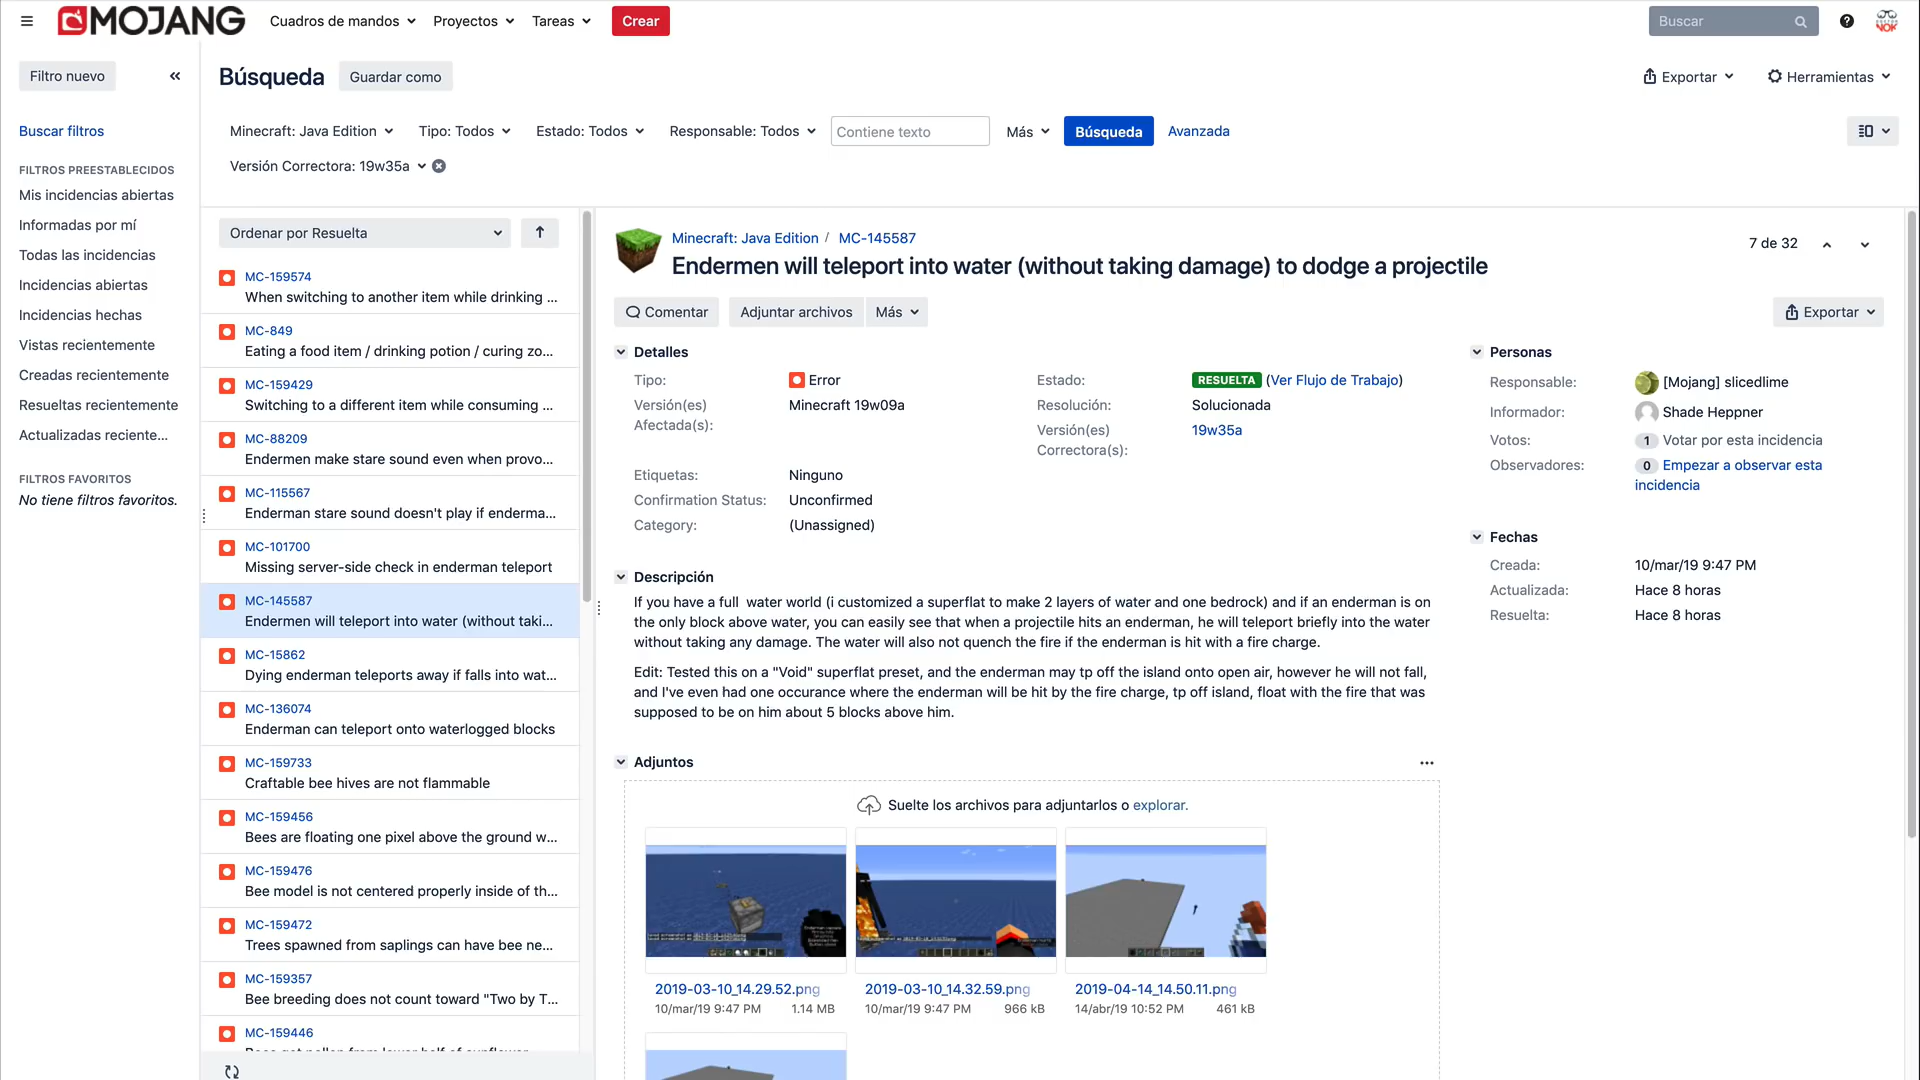 MOJANG
Cuadros de mandos
Proyectos
Tareas
Crear
Buscar
Filtro nuevo
Búsqueda
Guardar como
Exportar
Herramientas
Buscar filtros
Minecraft: Java Edition
Tipo: Todos
Estado: Todos
Responsable: Todos
Contiene texto
Más
Búsqueda
Avanzada
Versión Correctora: 19w35a
FILTROS PREESTABLECIDOS
Mis incidencias abiertas
Informadas por mí
Todas las incidencias
Incidencias abiertas
Incidencias hechas
Vistas recientemente
Creadas recientemente
Resueltas recientemente
Actualizadas reciente...
FILTROS FAVORITOS
No tiene filtros favoritos.
Ordenar por Resuelta
MC-159574
When switching to another item while drinking ...
MC-849
Eating a food item / drinking potion / curing zo...
MC-159429
Switching to a different item while consuming ...
MC-88209
Endermen make stare sound even when provo...
MC-115567
Enderman stare sound doesn't play if enderma...
MC-101700
Missing server-side check in enderman teleport
MC-145587
Endermen will teleport into water (without taki...
MC-15862
Dying enderman teleports away if falls into wat...
MC-136074
Enderman can teleport onto waterlogged blocks
MC-159733
Craftable bee hives are not flammable
MC-159456
Bees are floating one pixel above the ground w...
MC-159476
Bee model is not centered properly inside of th...
MC-159472
Trees spawned from saplings can have bee ne...
MC-159357
Bee breeding does not count toward "Two by T...
MC-159446
Minecraft: Java Edition / MC-145587
Endermen will teleport into water (without taking damage) to dodge a projectile
7 de 32
Comentar
Adjuntar archivos
Más
Exportar
Detalles
Tipo:
Error
Versión(es)
Afectada(s):
Minecraft 19w09a
Etiquetas:
Ninguno
Confirmation Status:
Unconfirmed
Category:
(Unassigned)
Estado:
RESUELTA (Ver Flujo de Trabajo)
Resolución:
Solucionada
Versión(es)
Correctora(s):
19w35a
Personas
Responsable:
[Mojang] slicedlime
Informador:
Shade Heppner
Votos:
1 Votar por esta incidencia
Observadores:
0 Empezar a observar esta
incidencia
Fechas
Creada:
10/mar/19 9:47 PM
Actualizada:
Hace 8 horas
Resuelta:
Hace 8 horas
Descripción
If you have a full water world (i customized a superflat to make 2 layers of water and one bedrock) and if an enderman is on
the only block above water, you can easily see that when a projectile hits an enderman, he will teleport briefly into the water
without taking any damage. The water will also not quench the fire if the enderman is hit with a fire charge.
Edit: Tested this on a "Void" superflat preset, and the enderman may tp off the island onto open air, however he will not fall,
and I've even had one occurance where the enderman will be hit by the fire charge, tp off island, float with the fire that was
supposed to be on him about 5 blocks above him.
Adjuntos
Suelte los archivos para adjuntarlos o explorar.
2019-03-10_14.29.52.png
10/mar/19 9:47 PM 1.14 MB
2019-03-10_14.32.59.png
10/mar/19 9:47 PM 966 kB
2019-04-14_14.50.11.png
14/abr/19 10:52 PM 461 kB